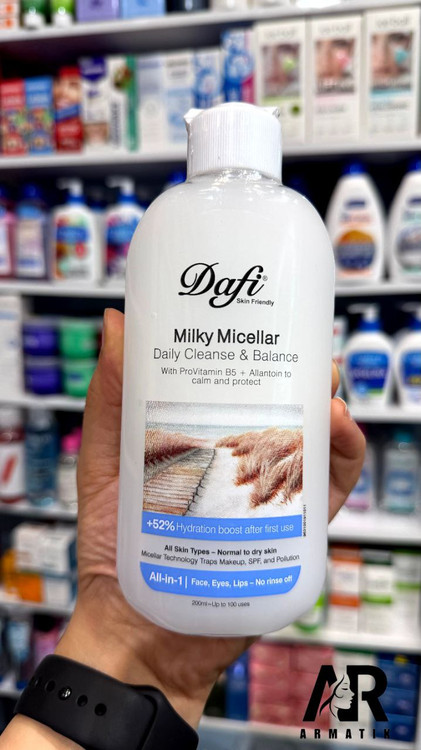 Dafi®
Skin Friendly
Milky Micellar
Daily Cleanse & Balance
With ProVitamin B5 + Allantoin to
calm and protect
+52% Hydration boost after first use
All Skin Types – Normal to dry skin
Micellar Technology Traps Makeup, SPF, and Pollution
All-in-1 | Face, Eyes, Lips – No rinse off
200ml=Up to 100 uses
AR
ARMATIK